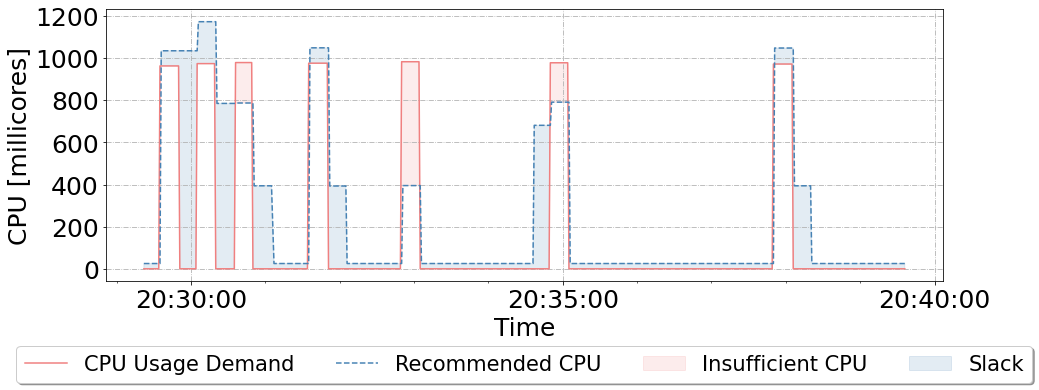 CPU [millicores]
1200
1000
800
600
400
200
0
20:30:00 20:35:00 20:40:00
Time
CPU Usage Demand Recommended CPU Insufficient CPU Slack